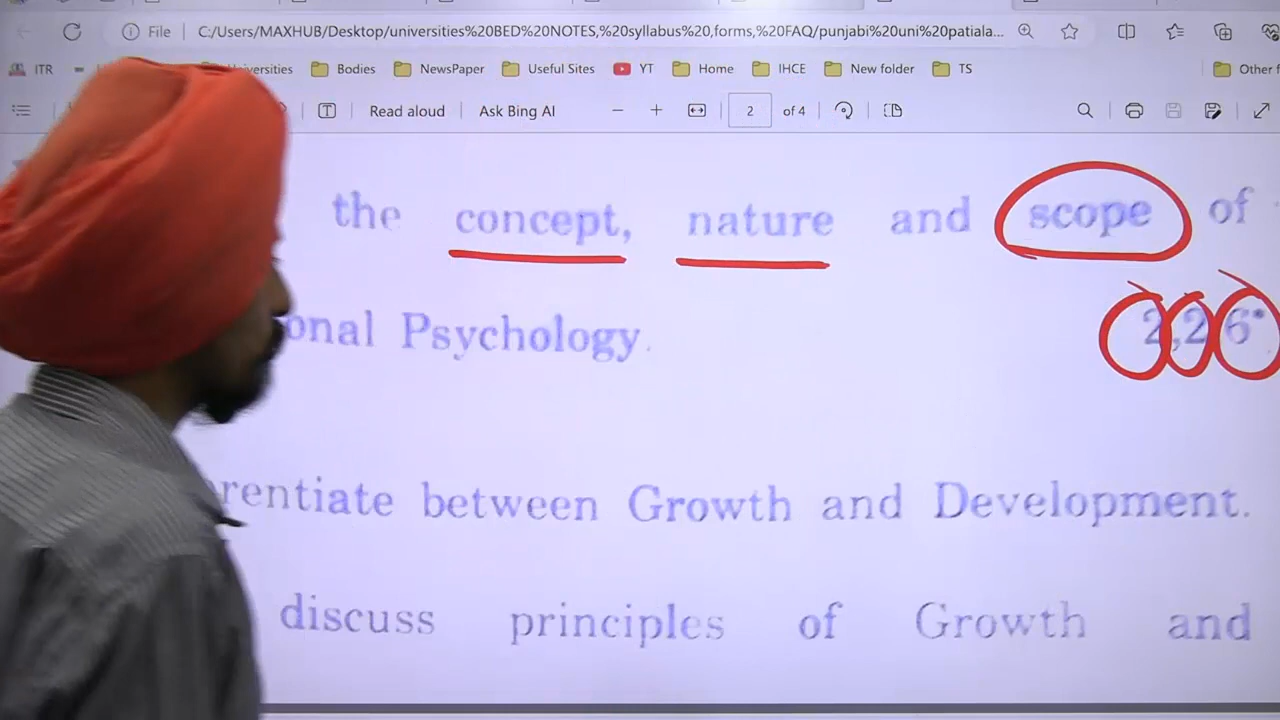 File C:/Users/MAXHUB/Desktop/universities%20BED%20NOTES,%20syllabus%20,forms,%20FAQ/punjabi%20uni%20patiala...
ITR Bodies NewsPaper Useful Sites YT Home IHCE New folder TS Other f
Read aloud Ask Bing AI 2 of 4
the concept, nature and scope of
onal Psychology. 2,2,6
rentiate between Growth and Development.
discuss principles of Growth and